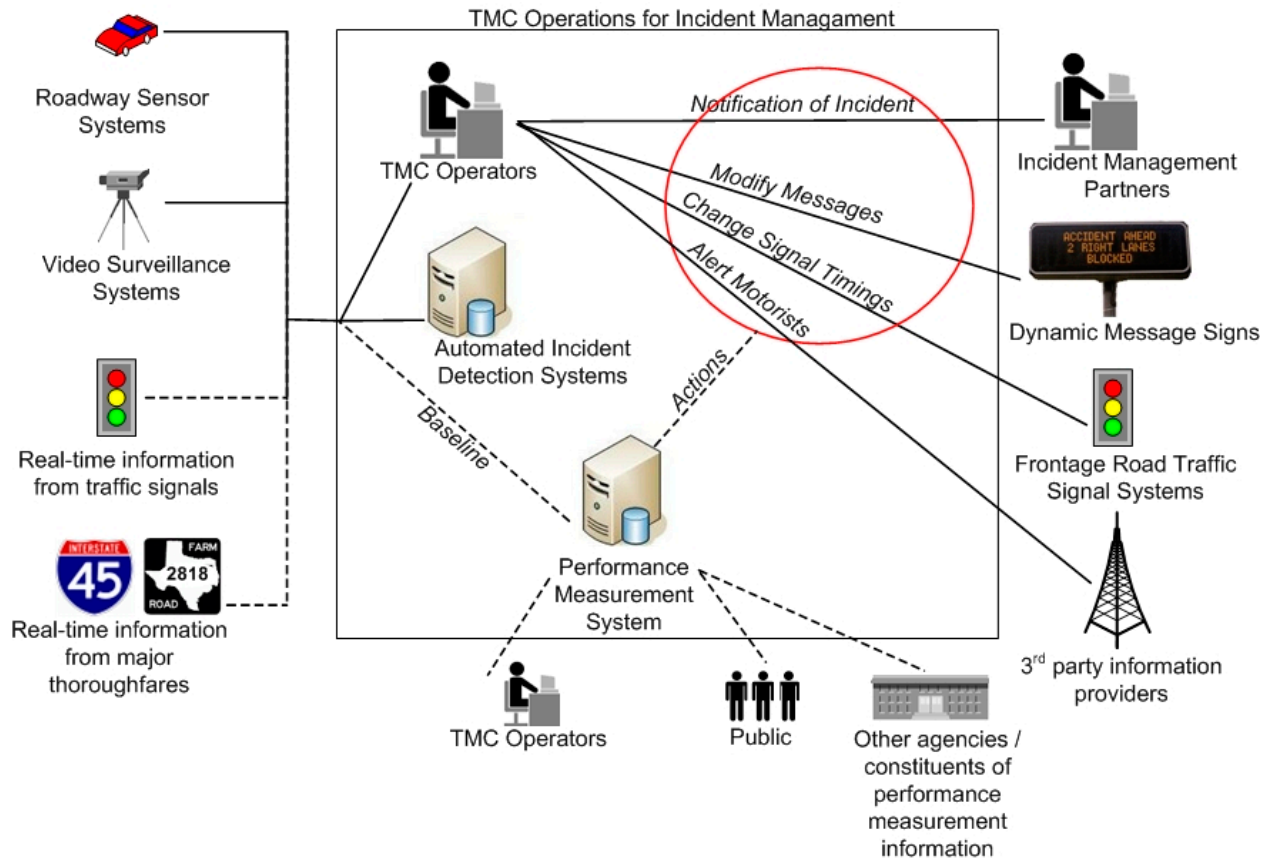 TMC Operations for Incident Managament
Roadway Sensor
Systems
Video Surveillance
Systems
Real-time information
from traffic signals
INTERSTATE
45
FARM
2818
ROAD
Real-time information
from major
thoroughfares
TMC Operators
Automated Incident
Detection Systems
Baseline
Actions
Performance
Measurement
System
Notification of Incident
Modify Messages
Change Signal Timings
Alert Motorists
Incident Management
Partners
ACCIDENT AHEAD
2 RIGHT LANES
BLOCKED
Dynamic Message Signs
Frontage Road Traffic
Signal Systems
3rd party information
providers
TMC Operators
Public
Other agencies /
constituents of
performance
measurement
information